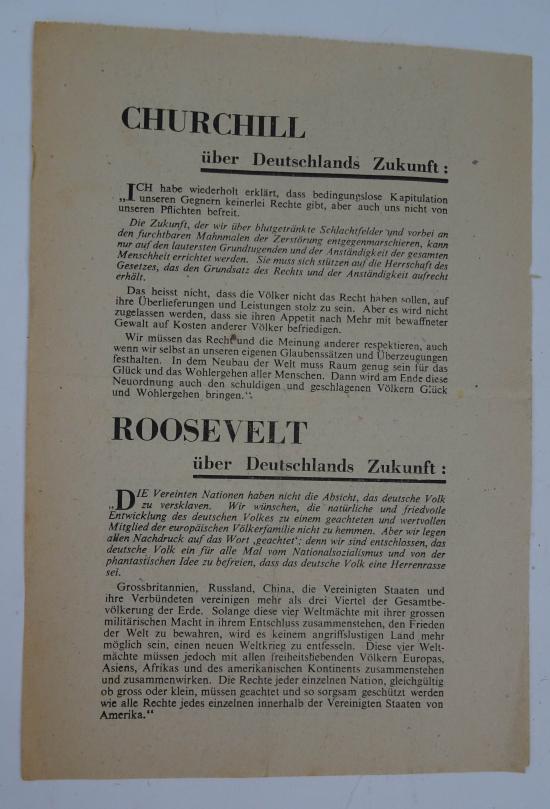 CHURCHILL
über Deutschlands Zukunft:
„ICH habe wiederholt erklärt, dass bedingungslose Kapitulation
unseren Gegnern keinerlei Rechte gibt, aber auch uns nicht von
unseren Pflichten befreit.
Die Zukunft, der wir über blutgetränkte Schlachtfelder und vorbei an
den furchtbaren Mahnmalen der Zerstörung entgegenmarschieren, kann
nur auf den lautersten Grundtugenden und der Anständigkeit der gesamten
Menschheit errichtet werden. Sie muss sich stützen auf die Herrschaft des
Gesetzes, das den Grundsatz des Rechts und der Anständigkeit aufrecht
erhält.
Das heisst nicht, dass die Völker nicht das Recht haben sollen, auf
ihre Überlieferungen und Leistungen stolz zu sein. Aber es wird nicht
zugelassen werden, dass sie ihren Appetit nach Mehr mit bewaffneter
Gewalt auf Kosten anderer Völker befriedigen.
Wir müssen das Recht und die Meinung anderer respektieren, auch
wenn wir selbst an unseren eigenen Glaubenssätzen und Überzeugungen
festhalten. In dem Neubau der Welt muss Raum genug sein für das
Glück und das Wohlergehen aller Menschen. Dann wird am Ende diese
Neuordnung auch den schuldigen und geschlagenen Völkern Glück
und Wohlergehen bringen.“
ROOSEVELT
über Deutschlands Zukunft:
„DIE Vereinten Nationen haben nicht die Absicht, das deutsche Volk
zu versklaven. Wir wünschen, die natürliche und friedvolle
Entwicklung des deutschen Volkes zu einem geachteten und wertvollen
Mitglied der europäischen Völkerfamilie nicht zu hemmen. Aber wir legen
allen Nachdruck auf das Wort ‚geachtet‘; denn wir sind entschlossen, das
deutsche Volk ein für alle Mal vom Nationalsozialismus und von der
phantastischen Idee zu befreien, dass das deutsche Volk eine Herrenrasse
sei.
Grossbritannien, Russland, China, die Vereinigten Staaten und
ihre Verbündeten vereinigen mehr als drei Viertel der Gesamtbe-
völkerung der Erde. Solange diese vier Weltmächte mit ihrer grossen
militärischen Macht in ihrem Entschluss zusammenstehen, den Frieden
der Welt zu bewahren, wird es keinem angriffslustigen Land mehr
möglich sein, einen neuen Weltkrieg zu entfesseln. Diese vier Welt-
mächte müssen jedoch mit allen freiheitsliebenden Völkern Europas,
Asiens, Afrikas und des amerikanischen Kontinents zusammenstehen
und zusammenwirken. Die Rechte jeder einzelnen Nation, gleichgültig
ob gross oder klein, müssen geachtet und so sorgsam geschützt werden
wie alle Rechte jedes einzelnen innerhalb der Vereinigten Staaten von
Amerika.“